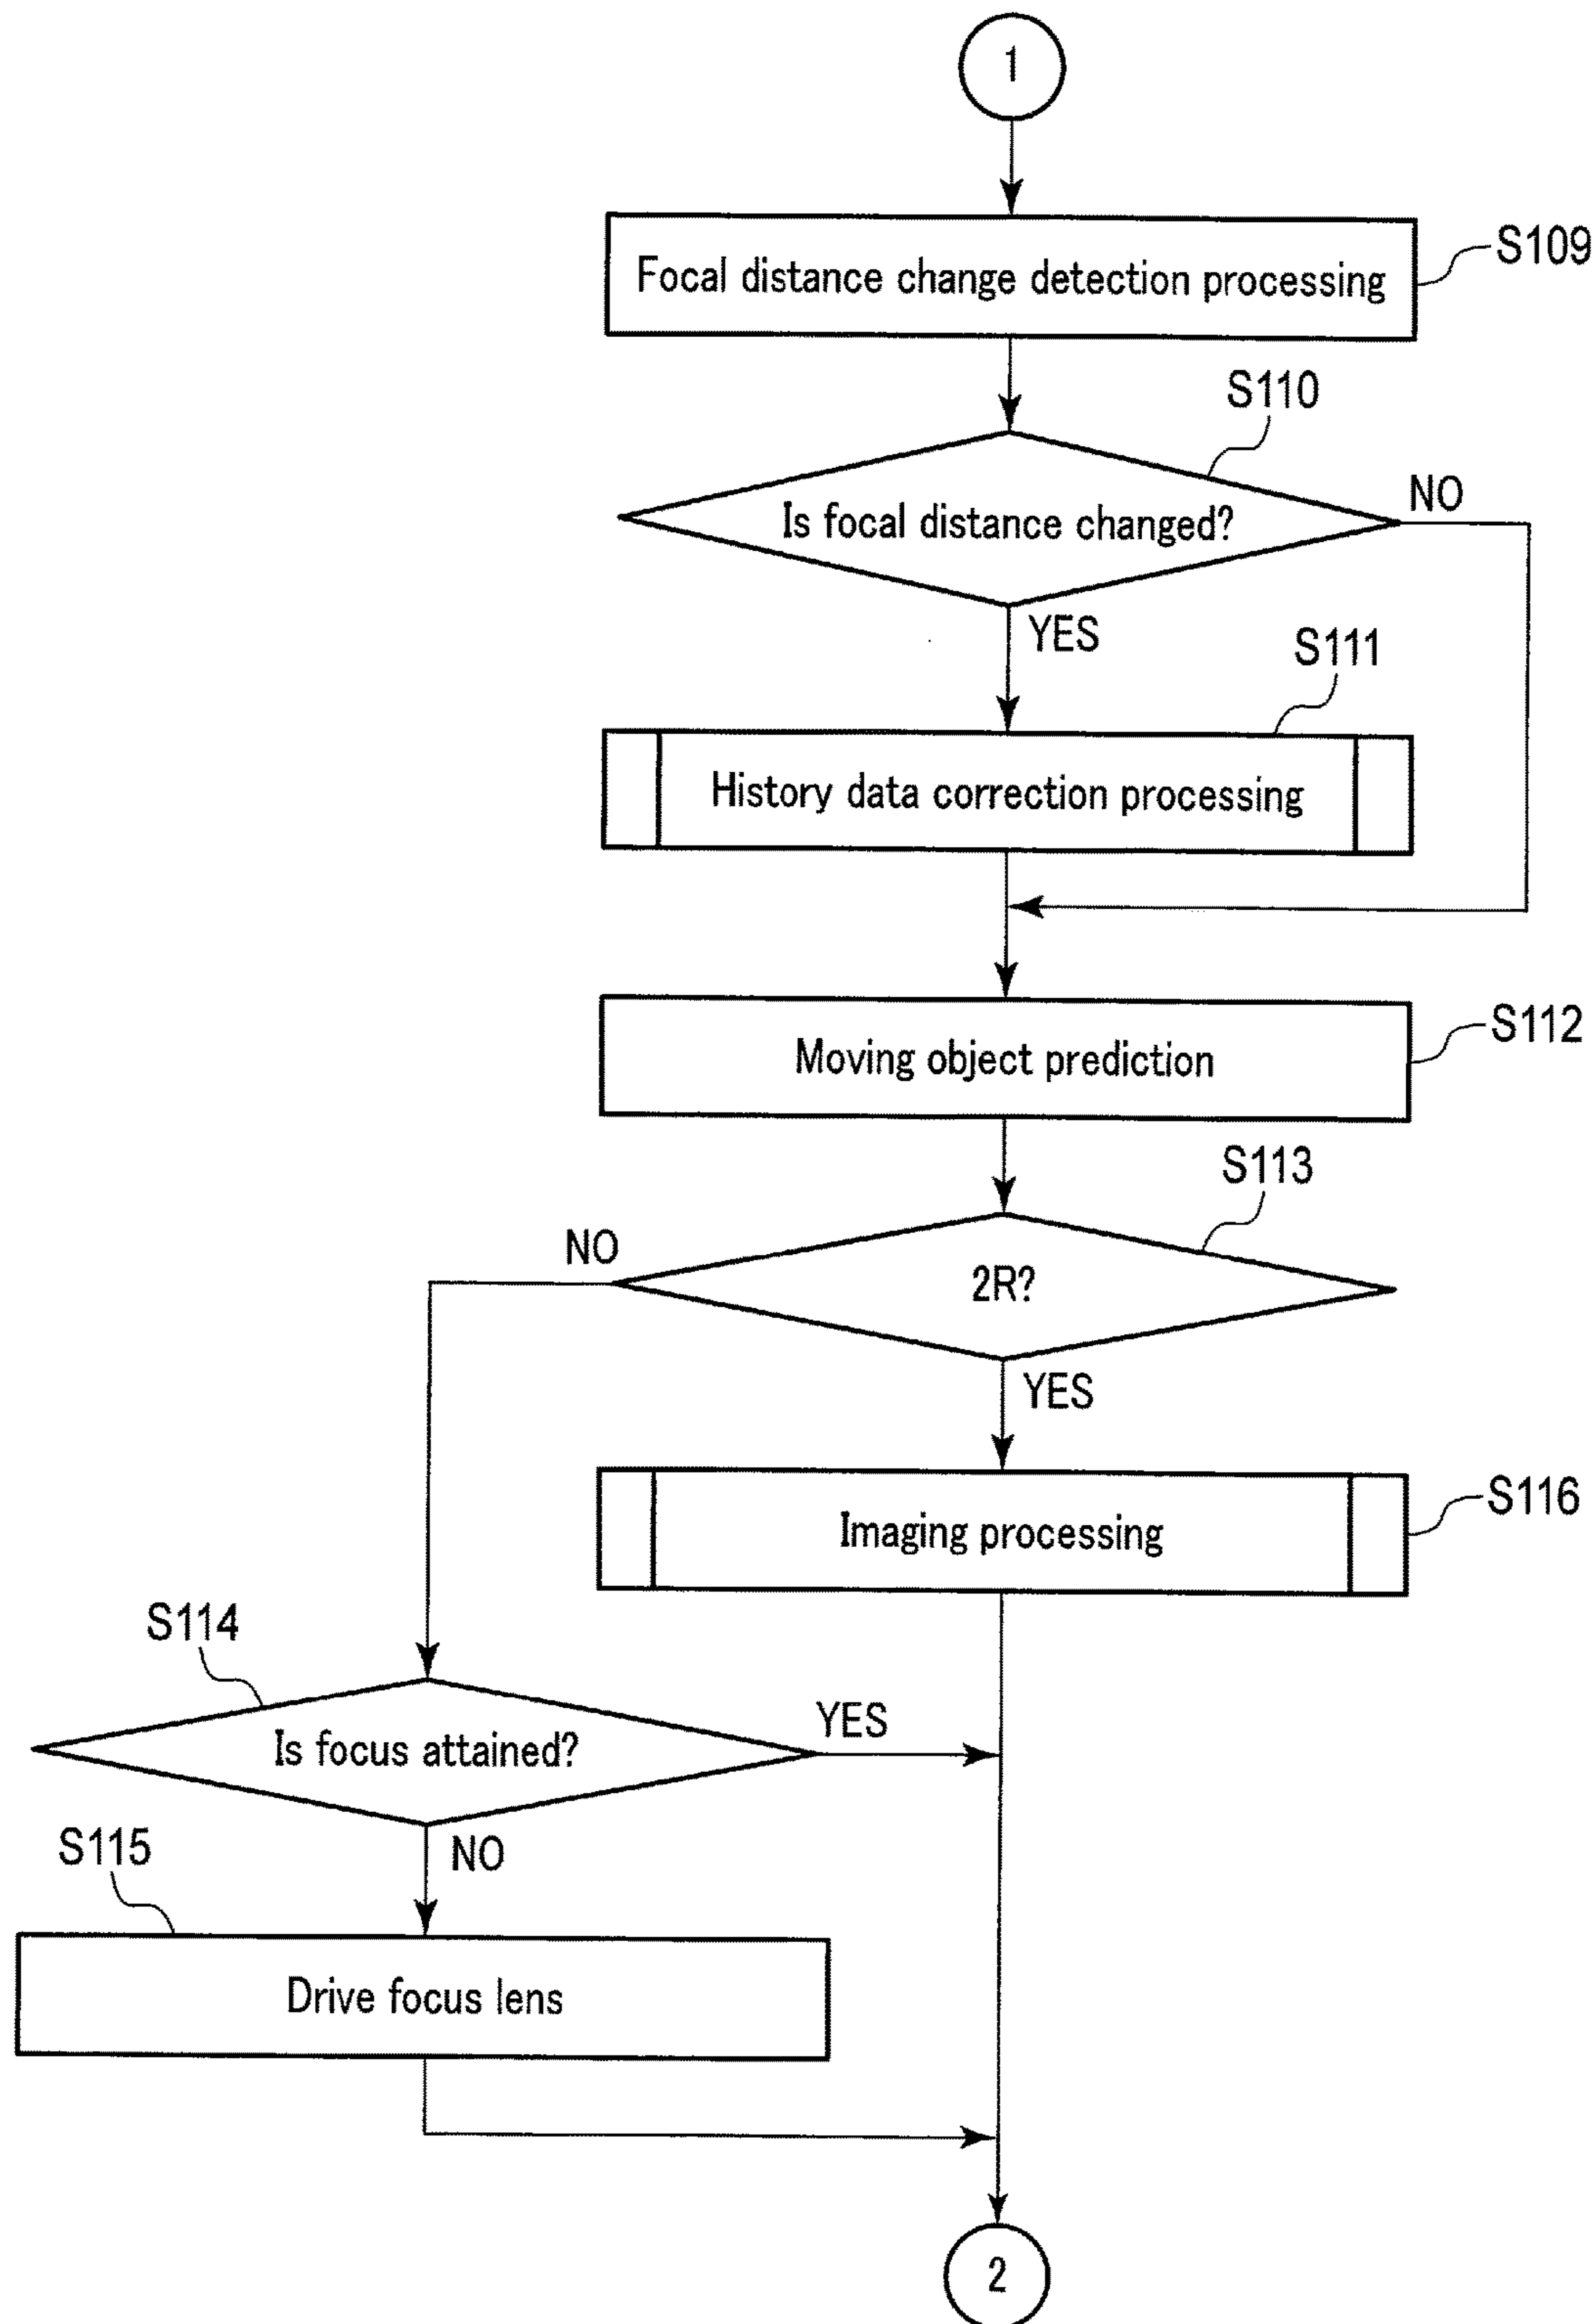 1
Focal distance change detection processing
S109
S110
Is focal distance changed?
NO
YES
S111
History data correction processing
Moving object prediction
S112
S113
NO
2R?
YES
Imaging processing
S116
S114
Is focus attained?
YES
NO
S115
Drive focus lens
2